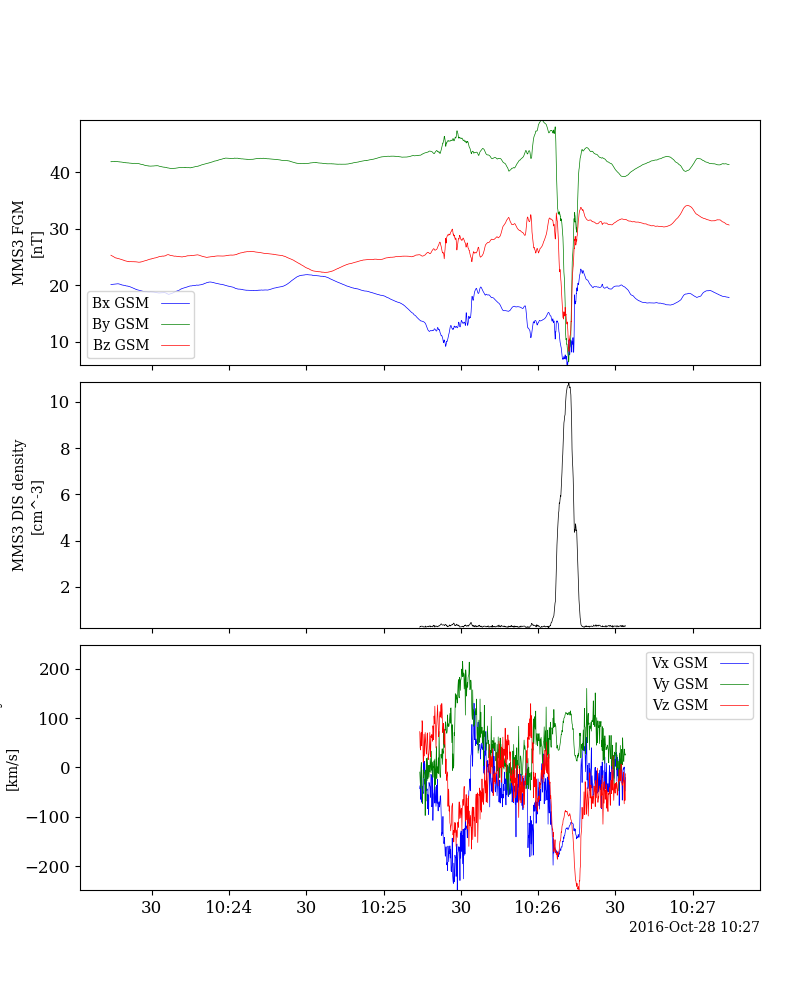 MMS3 FGM
[nT]
40
30
20
10
Bx GSM
By GSM
Bz GSM
MMS3 DIS density
[cm^-3]
10
8
6
4
2
[km/s]
200
100
0
−100
−200
Vx GSM
Vy GSM
Vz GSM
30 10:24 30 10:25 30 10:26 30 10:27
2016-Oct-28 10:27